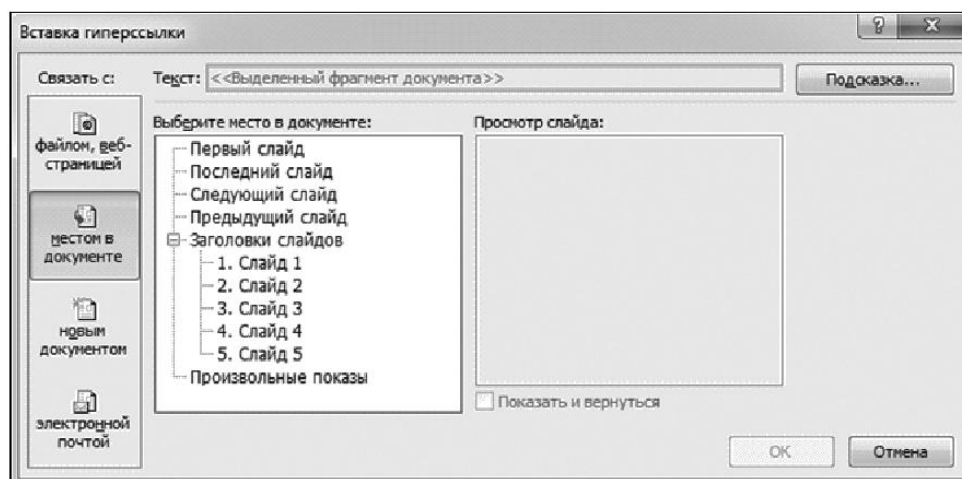 Вставка гиперссылки
Связать с:
Текст: <<Выделенный фрагмент документа>>
Подсказка...
файлом, веб-
страницей
местом в
документе
новым
документом
электронной
почтой
Выберите место в документе:
Первый слайд
Последний слайд
Следующий слайд
Предыдущий слайд
Заголовки слайдов
1. Слайд 1
2. Слайд 2
3. Слайд 3
4. Слайд 4
5. Слайд 5
Произвольные показы
Просмотр слайда:
Показать и вернуться
ОК
Отмена